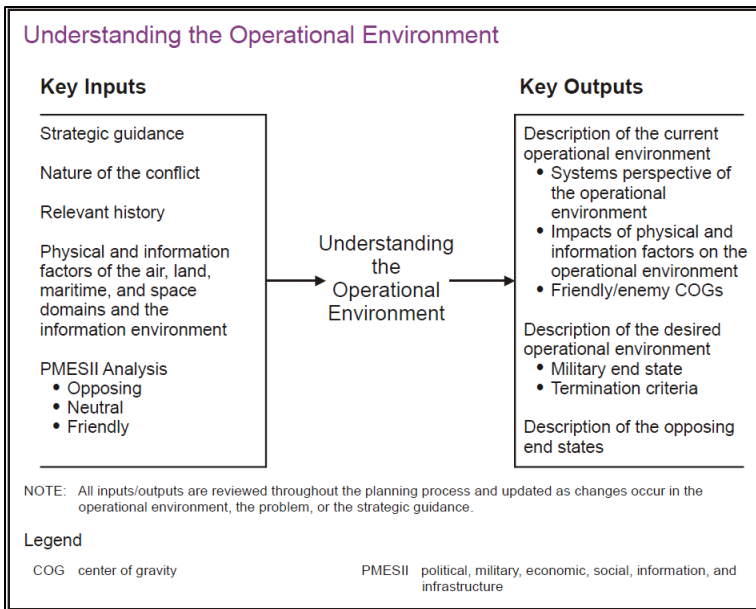 Understanding the Operational Environment
Key Inputs
Strategic guidance
Nature of the conflict
Relevant history
Physical and information
factors of the air, land,
maritime, and space
domains and the
information environment
PMESII Analysis
• Opposing
• Neutral
• Friendly
Understanding
the
Operational
Environment
Key Outputs
Description of the current
operational environment
• Systems perspective of
the operational
environment
• Impacts of physical and
information factors on the
operational environment
• Friendly/enemy COGs
Description of the desired
operational environment
• Military end state
• Termination criteria
Description of the opposing
end states
NOTE: All inputs/outputs are reviewed throughout the planning process and updated as changes occur in the
operational environment, the problem, or the strategic guidance.
Legend
COG center of gravity
PMESII political, military, economic, social, information, and
infrastructure